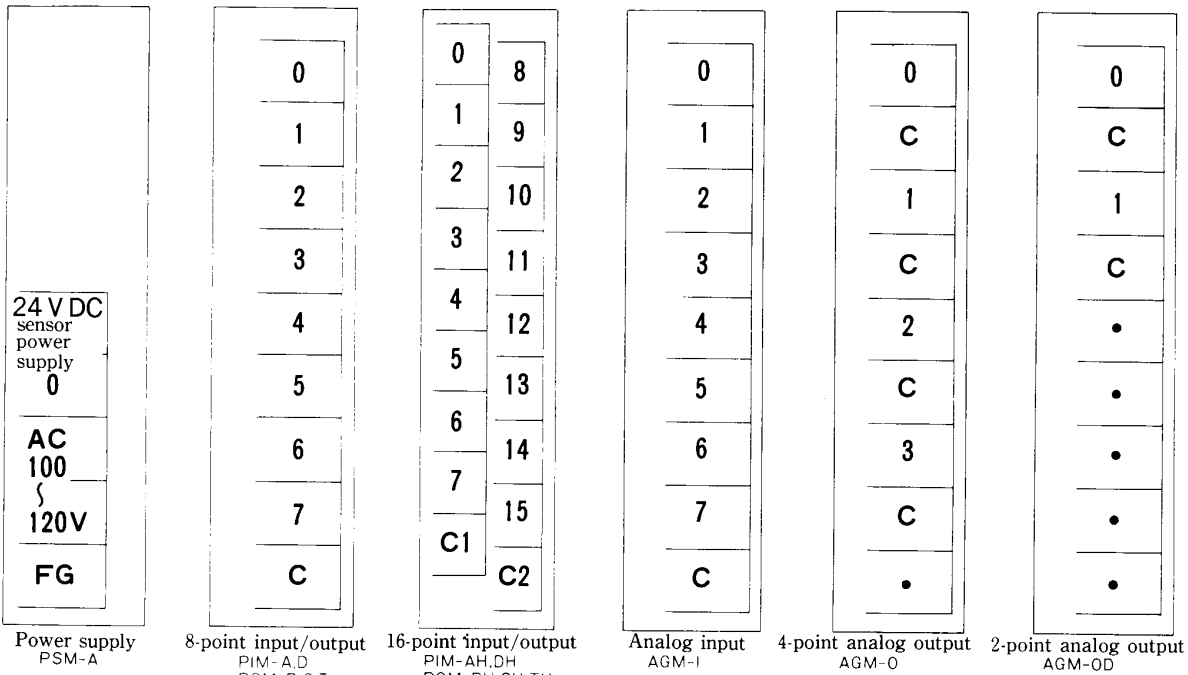 24 V DC
sensor
power
supply
0
AC
100
~
120V
FG
Power supply
PSM-A
0
1
2
3
4
5
6
7
C
8-point input/output
PIM-A,D
0
1
2
3
4
5
6
7
C1
8
9
10
11
12
13
14
15
C2
16-point input/output
PIM-AH,DH
0
1
2
3
4
5
6
7
C
Analog input
AGM-I
0
C
1
C
2
C
3
C
•
4-point analog output
AGM-O
0
C
1
C
•
•
•
•
•
2-point analog output
AGM-OD